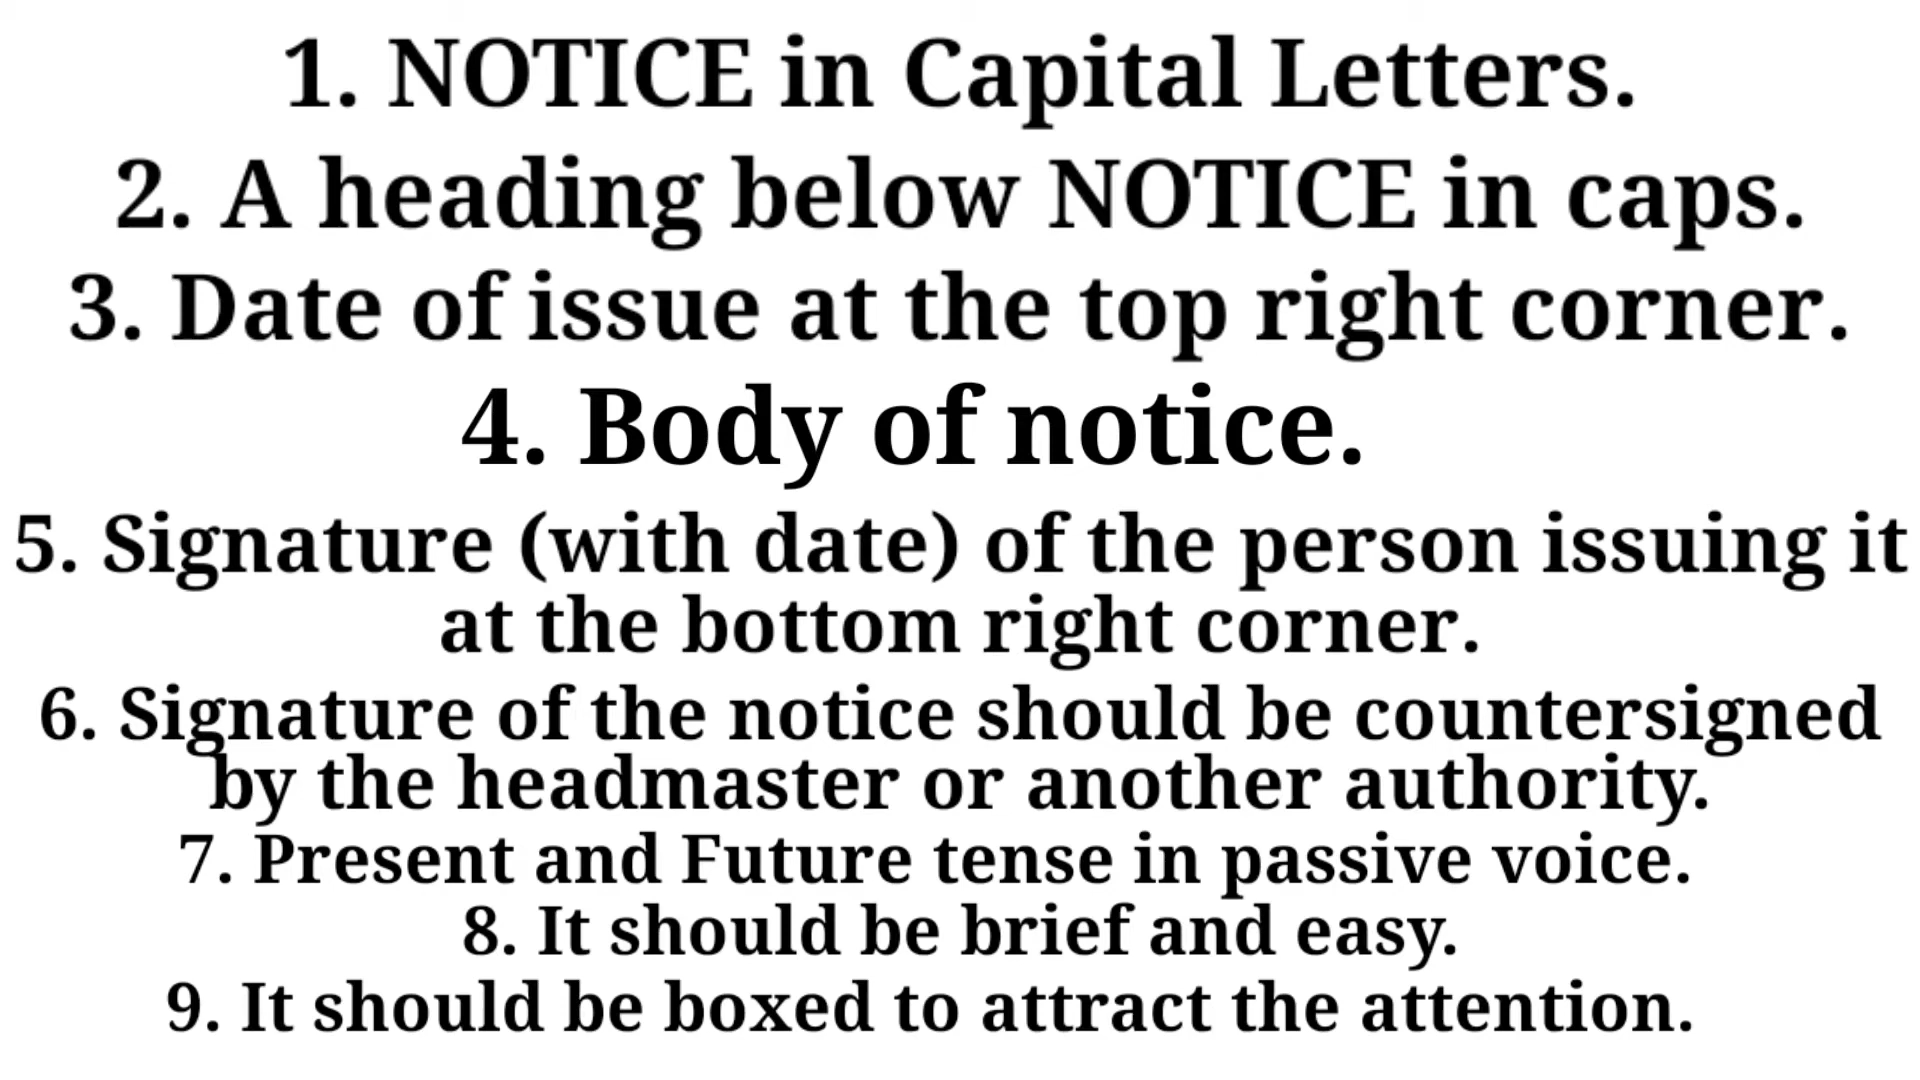 1. NOTICE in Capital Letters.
2. A heading below NOTICE in caps.
3. Date of issue at the top right corner.
4. Body of notice.
5. Signature (with date) of the person issuing it
at the bottom right corner.
6. Signature of the notice should be countersigned
by the headmaster or another authority.
7. Present and Future tense in passive voice.
8. It should be brief and easy.
9. It should be boxed to attract the attention.